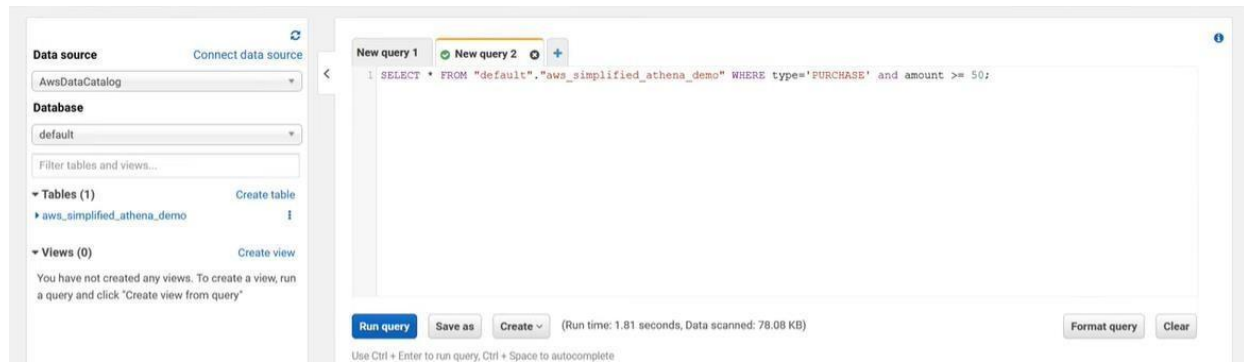 Data source Connect data source
AwsDataCatalog
Database
default
Filter tables and views...
Tables (1) Create table
aws_simplified_athena_demo
Views (0) Create view
You have not created any views. To create a view, run
a query and click "Create view from query"
New query 1 New query 2 +
1 SELECT * FROM "default"."aws_simplified_athena_demo" WHERE type='PURCHASE' and amount >= 50;
Run query Save as Create (Run time: 1.81 seconds, Data scanned: 78.08 KB) Format query Clear
Use Ctrl + Enter to run query, Ctrl + Space to autocomplete